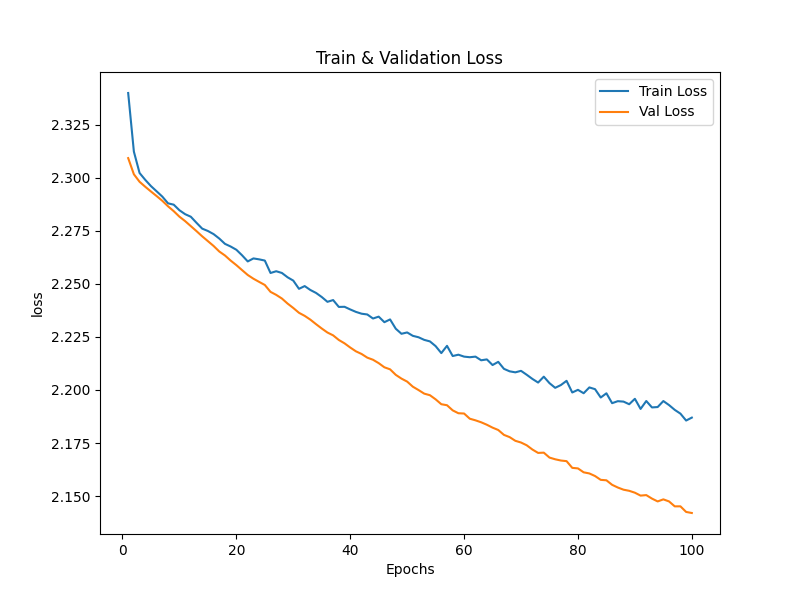 Train & Validation Loss
Train Loss
Val Loss
loss
2.325
2.300
2.275
2.250
2.225
2.200
2.175
2.150
0 20 40 60 80 100
Epochs